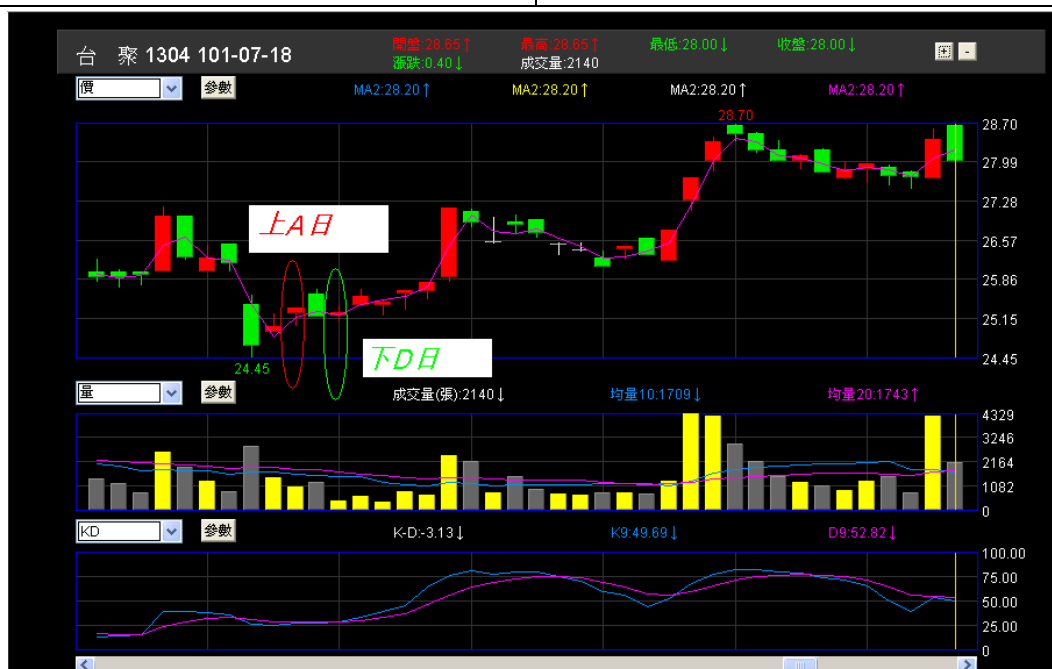 台 聚 1304 101-07-18
開盤:28.65↑ 最高:28.65↑ 最低:28.00↓ 收盤:28.00↓
漲跌:0.40↓ 成交量:2140
價 參數 MA2:28.20↑ MA2:28.20↑ MA2:28.20↑ MA2:28.20↑
28.70
28.70
27.99
27.28
上A日
26.57
25.86
25.15
下D日
24.45
24.45
量 參數 成交量(張):2140↓ 均量10:1709↓ 均量20:1743↑
4329
3246
2164
1082
0
KD 參數 K-D:-3.13↓ K9:49.69↓ D9:52.82↓
100.00
75.00
50.00
25.00
0